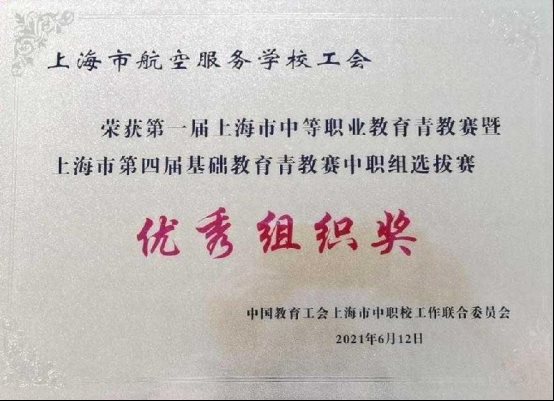 上海市航空服务学校工会
荣获第一届上海市中等职业教育青教赛暨
上海市第四届基础教育青教赛中职组选拔赛
优秀组织奖
中国教育工会上海市中职校工作联合委员会
2021年6月12日